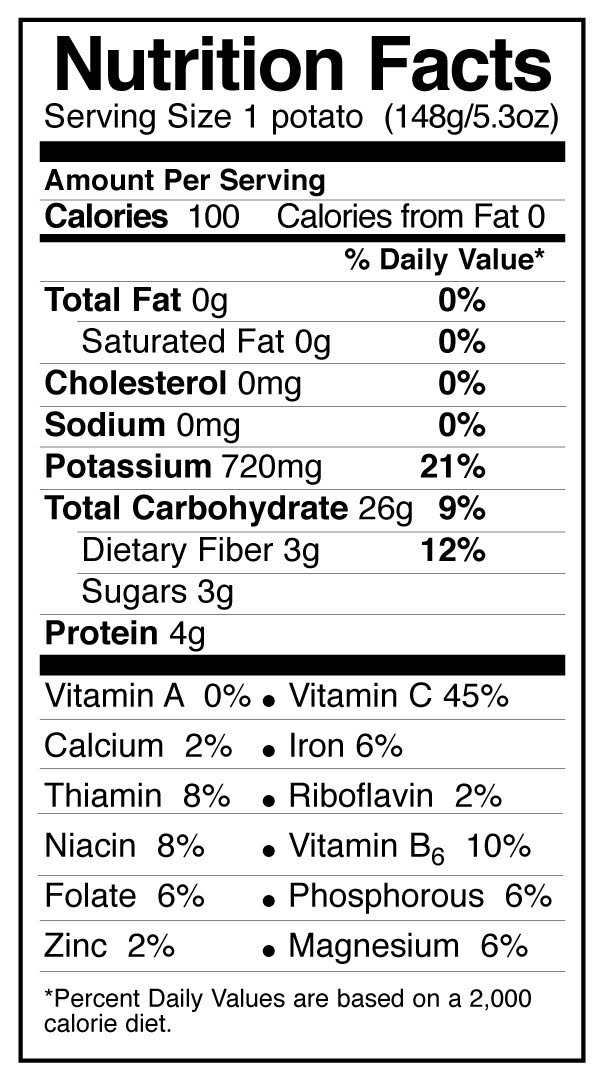 Nutrition Facts
Serving Size 1 potato (148g/5.3oz)
Amount Per Serving
Calories 100 Calories from Fat 0
% Daily Value*
Total Fat 0g 0%
Saturated Fat 0g 0%
Cholesterol 0mg 0%
Sodium 0mg 0%
Potassium 720mg 21%
Total Carbohydrate 26g 9%
Dietary Fiber 3g 12%
Sugars 3g
Protein 4g
Vitamin A 0% • Vitamin C 45%
Calcium 2% • Iron 6%
Thiamin 8% • Riboflavin 2%
Niacin 8% • Vitamin B₆ 10%
Folate 6% • Phosphorous 6%
Zinc 2% • Magnesium 6%
*Percent Daily Values are based on a 2,000
calorie diet.